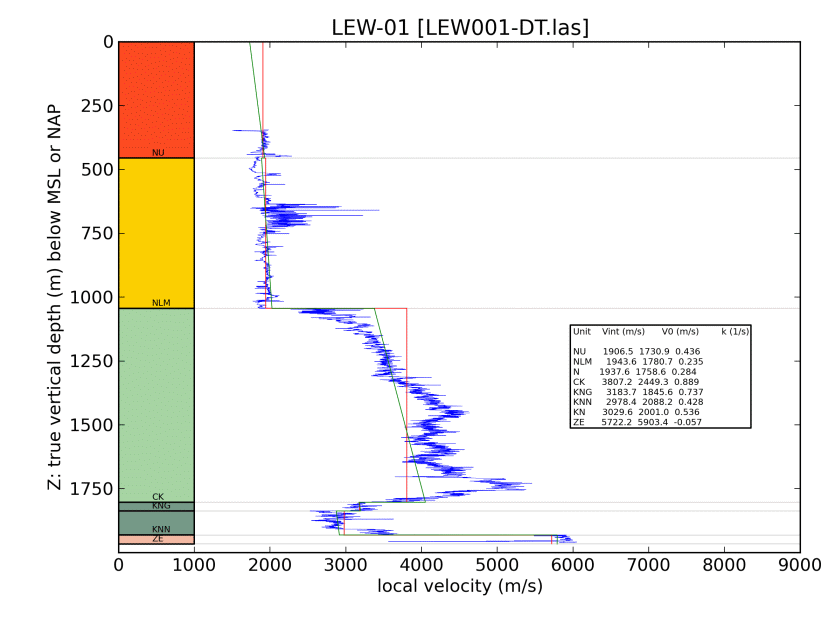 LEW-01 [LEW001-DT.las]
Z: true vertical depth (m) below MSL or NAP
0
250
500
750
1000
1250
1500
1750
NU
NLM
CK
KNG
KNN
ZE
Unit Vint (m/s) V0 (m/s) k (1/s)
NU 1906.5 1730.9 0.436
NLM 1943.6 1780.7 0.235
N 1937.6 1758.6 0.284
CK 3807.2 2449.3 0.889
KNG 3183.7 1845.6 0.737
KNN 2978.4 2088.2 0.428
KN 3029.6 2001.0 0.536
ZE 5722.2 5903.4 -0.057
0 1000 2000 3000 4000 5000 6000 7000 8000 9000
local velocity (m/s)